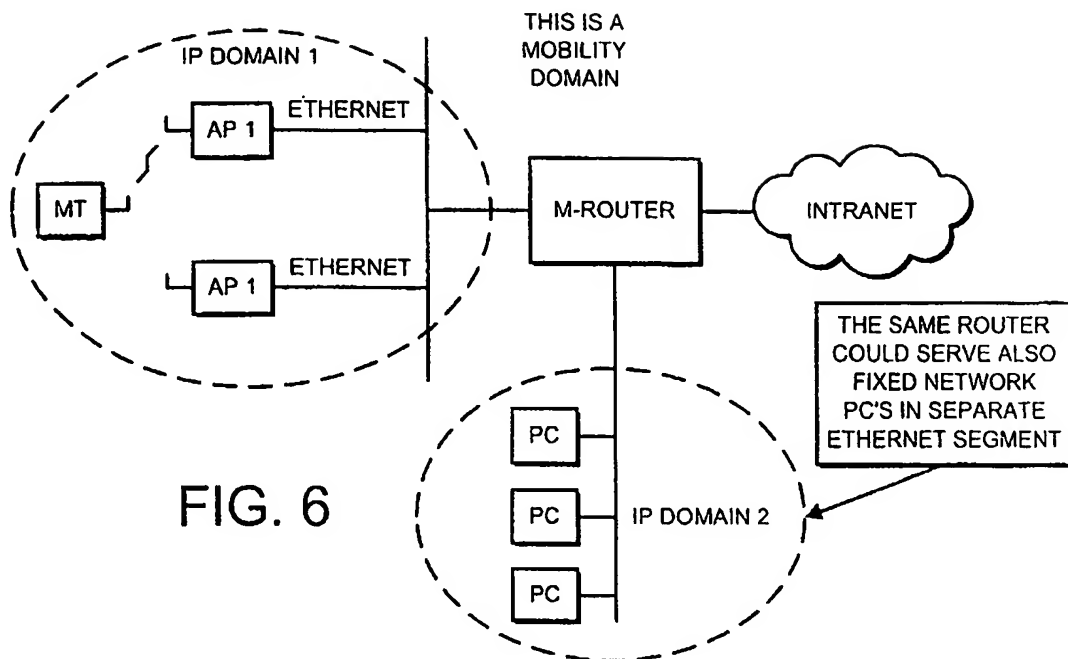 THIS IS A
MOBILITY
DOMAIN
IP DOMAIN 1
ETHERNET
AP 1
MT
M-ROUTER
INTRANET
ETHERNET
AP 1
THE SAME ROUTER
COULD SERVE ALSO
FIXED NETWORK
PC'S IN SEPARATE
ETHERNET SEGMENT
PC
PC
IP DOMAIN 2
PC
FIG. 6